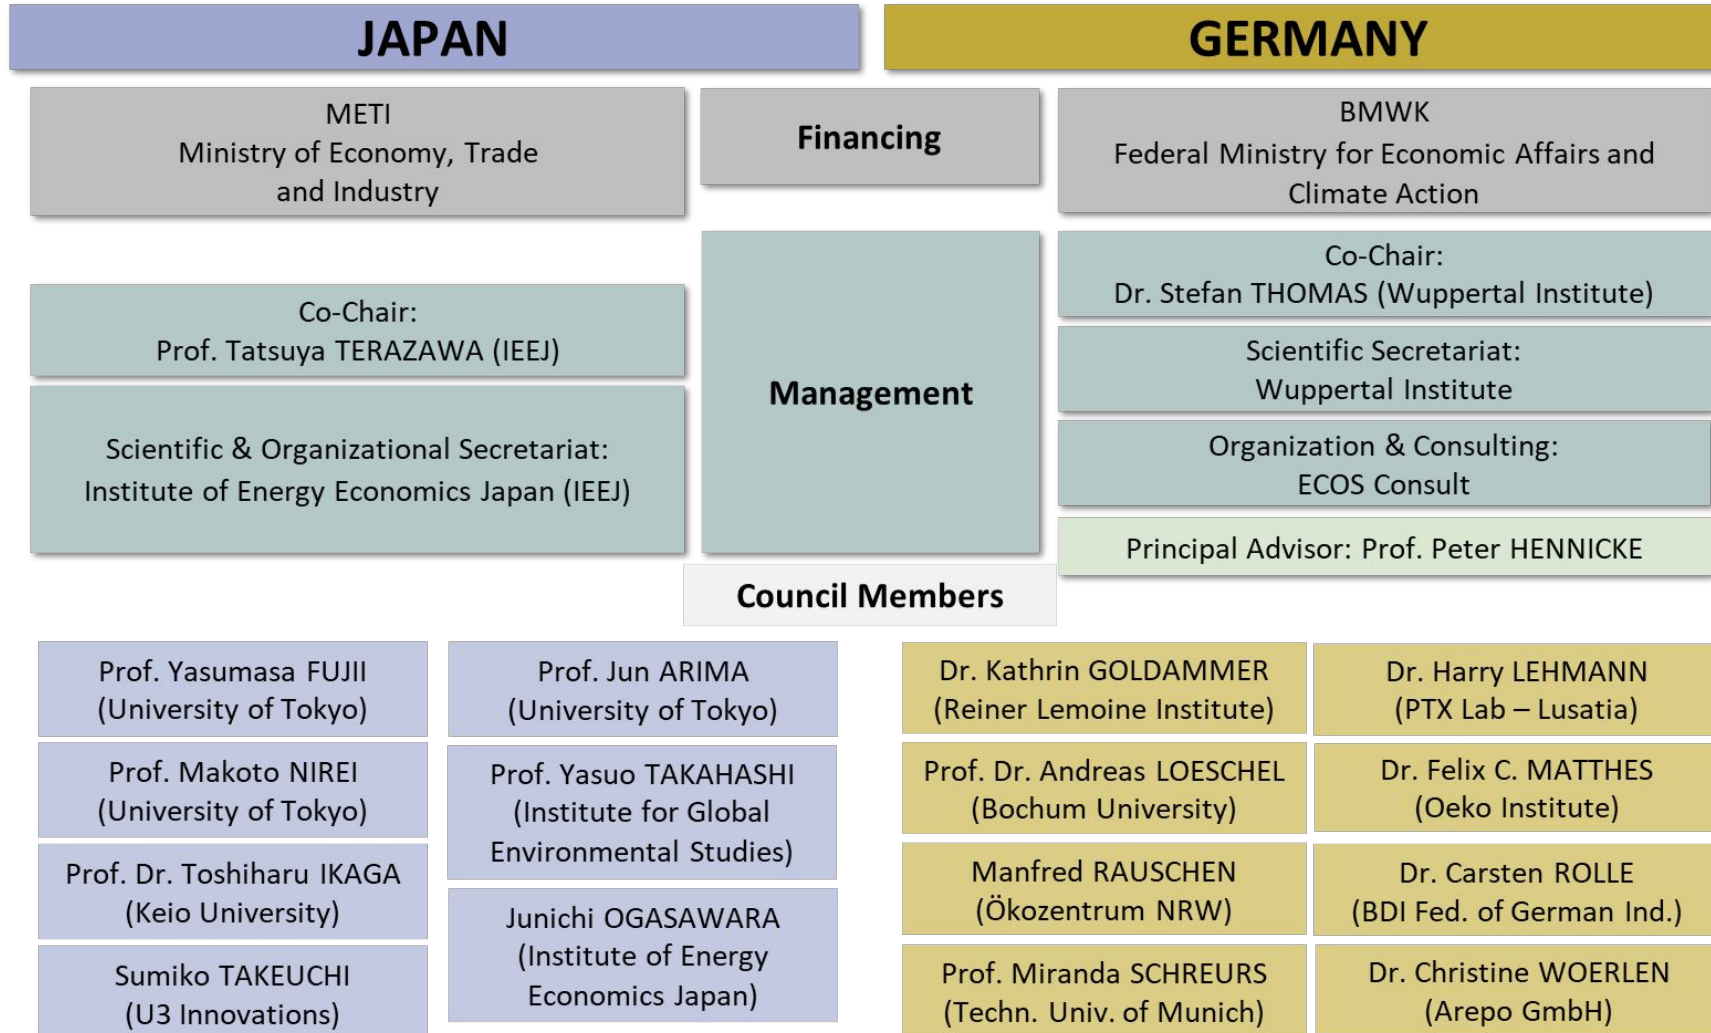 JAPAN
GERMANY
METI
Ministry of Economy, Trade
and Industry
Financing
BMWK
Federal Ministry for Economic Affairs and
Climate Action
Co-Chair:
Prof. Tatsuya TERAZAWA (IEEJ)
Scientific & Organizational Secretariat:
Institute of Energy Economics Japan (IEEJ)
Management
Co-Chair:
Dr. Stefan THOMAS (Wuppertal Institute)
Scientific Secretariat:
Wuppertal Institute
Organization & Consulting:
ECOS Consult
Principal Advisor: Prof. Peter HENNICKE
Council Members
Prof. Yasumasa FUJII
(University of Tokyo)
Prof. Makoto NIREI
(University of Tokyo)
Prof. Dr. Toshiharu IKAGA
(Keio University)
Sumiko TAKEUCHI
(U3 Innovations)
Prof. Jun ARIMA
(University of Tokyo)
Prof. Yasuo TAKAHASHI
(Institute for Global
Environmental Studies)
Junichi OGASAWARA
(Institute of Energy
Economics Japan)
Dr. Kathrin GOLDAMMER
(Reiner Lemoine Institute)
Prof. Dr. Andreas LOESCHEL
(Bochum University)
Manfred RAUSCHEN
(Ökozentrum NRW)
Prof. Miranda SCHREURS
(Techn. Univ. of Munich)
Dr. Harry LEHMANN
(PTX Lab – Lusatia)
Dr. Felix C. MATTHES
(Oeko Institute)
Dr. Carsten ROLLE
(BDI Fed. of German Ind.)
Dr. Christine WOERLEN
(Arepo GmbH)